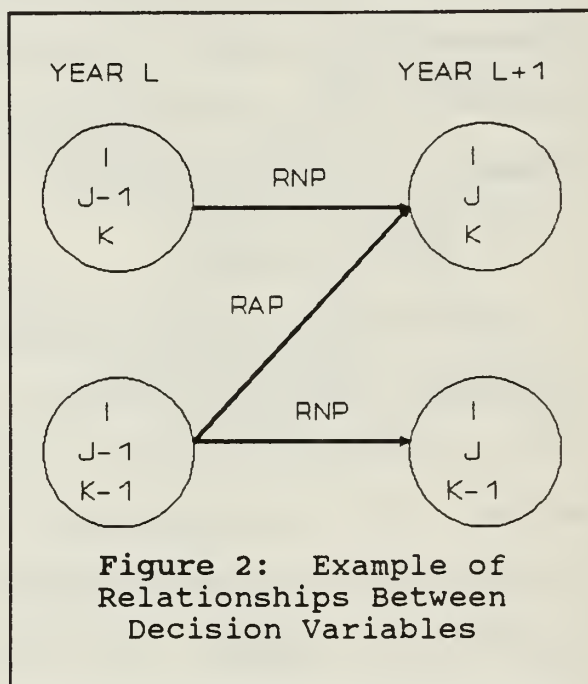 YEAR L YEAR L+1
I
J-1
K
RNP
I
J
K
RAP
I
J-1
K-1
RNP
I
J
K-1
Figure 2: Example of
Relationships Between
Decision Variables